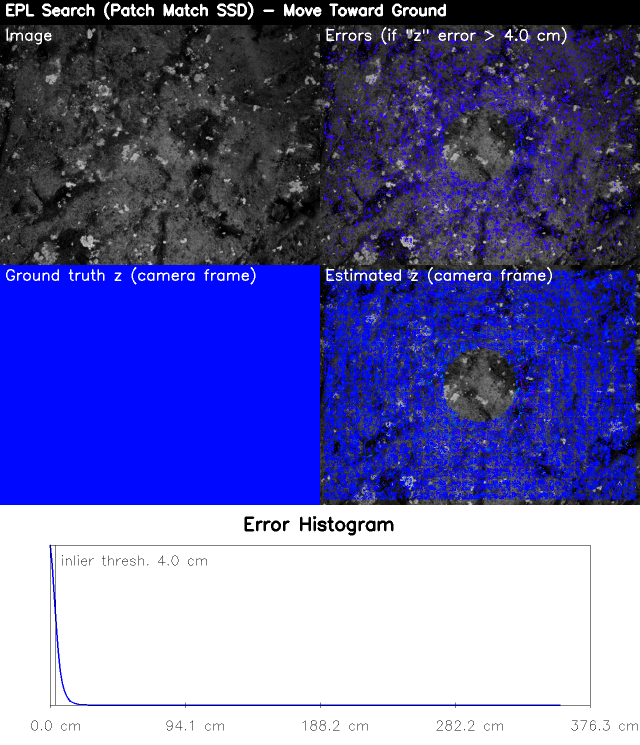 EPL Search (Patch Match SSD) - Move Toward Ground
Image
Errors (if "z" error > 4.0 cm)
Ground truth z (camera frame)
Estimated z (camera frame)
Error Histogram
inlier thresh. 4.0 cm
0.0 cm
94.1 cm
188.2 cm
282.2 cm
376.3 cm